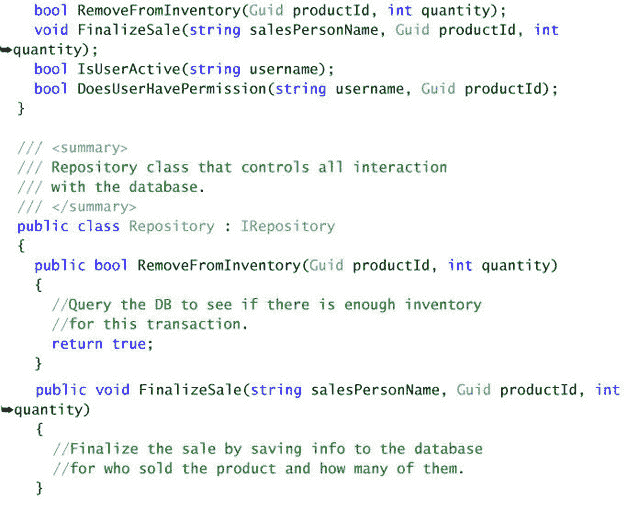 bool RemoveFromInventory(Guid productId, int quantity);
void FinalizeSale(string salesPersonName, Guid productId, int
➥quantity);
bool IsUserActive(string username);
bool DoesUserHavePermission(string username, Guid productId);
}
/// <summary>
/// Repository class that controls all interaction
/// with the database.
/// </summary>
public class Repository : IRepository
{
public bool RemoveFromInventory(Guid productId, int quantity)
{
//Query the DB to see if there is enough inventory
//for this transaction.
return true;
}
public void FinalizeSale(string salesPersonName, Guid productId, int
➥quantity)
{
//Finalize the sale by saving info to the database
//for who sold the product and how many of them.
}